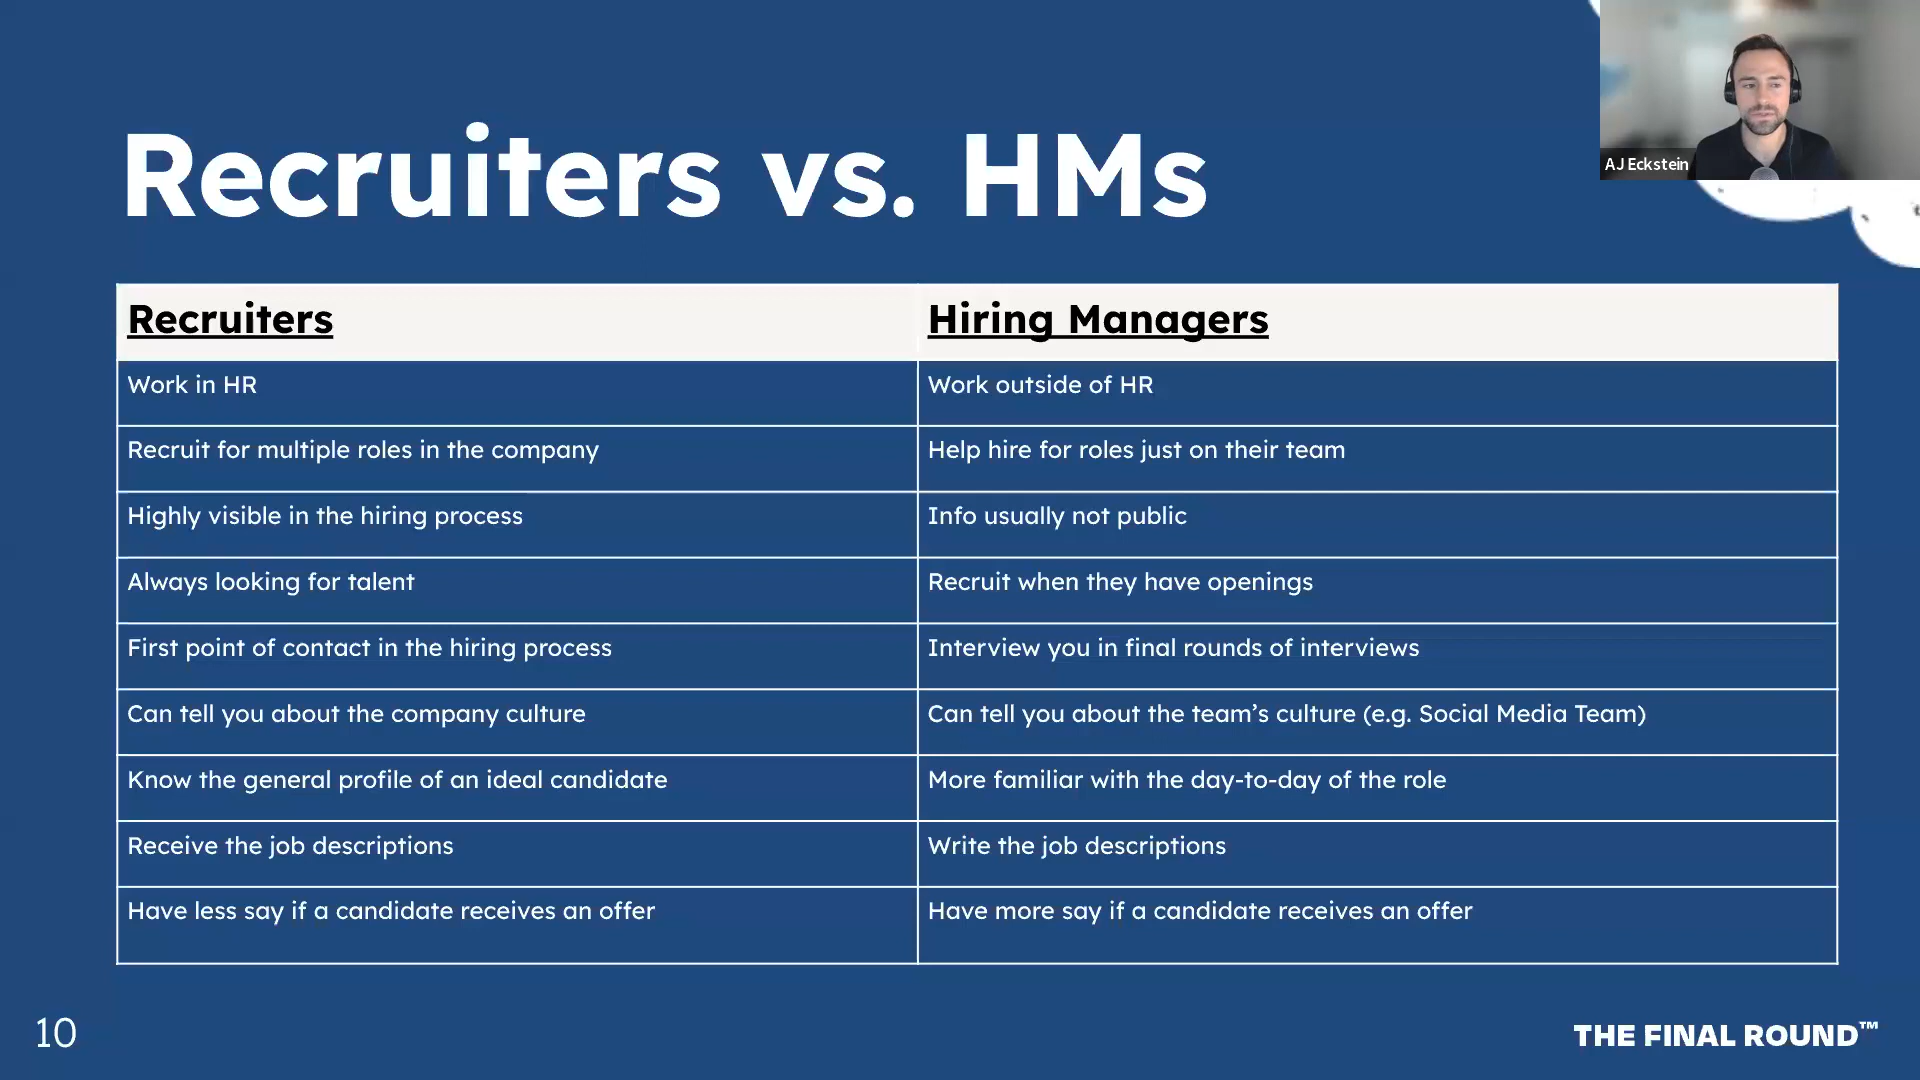 AJ Eckstein
Recruiters vs. HMs
Recruiters
Hiring Managers
Work in HR
Work outside of HR
Recruit for multiple roles in the company
Help hire for roles just on their team
Highly visible in the hiring process
Info usually not public
Always looking for talent
Recruit when they have openings
First point of contact in the hiring process
Interview you in final rounds of interviews
Can tell you about the company culture
Can tell you about the team’s culture (e.g. Social Media Team)
Know the general profile of an ideal candidate
More familiar with the day-to-day of the role
Receive the job descriptions
Write the job descriptions
Have less say if a candidate receives an offer
Have more say if a candidate receives an offer
10
THE FINAL ROUND™